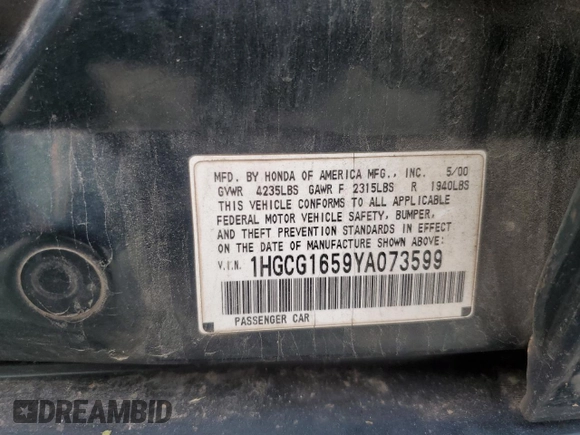 MFD. BY HONDA OF AMERICA MFG., INC. 5/00
GVWR 4235LBS GAWR F 2315LBS R 1940LBS
THIS VEHICLE CONFORMS TO ALL APPLICABLE
FEDERAL MOTOR VEHICLE SAFETY, BUMPER,
AND THEFT PREVENTION STANDARDS IN EFFECT
ON THE DATE OF MANUFACTURE SHOWN ABOVE:
V.I.N. 1HGCG1659YA073599
PASSENGER CAR
DREAMBID